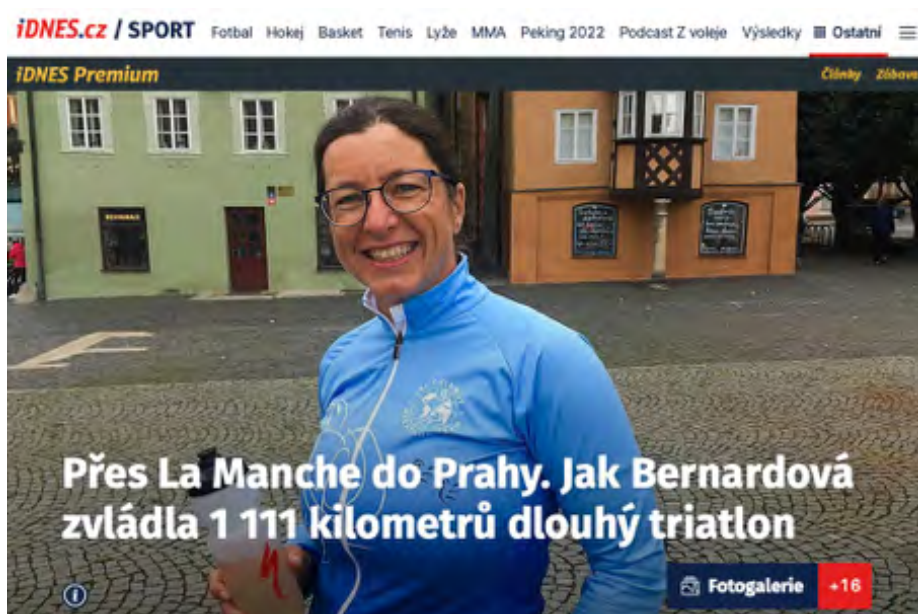 iDNES.cz / SPORT Fotbal Hokej Basket Tenis Lyže MMA Peking 2022 Podcast Z voleje Výsledky Ostatní
iDNES Premium Články Zábava
Přes La Manche do Prahy. Jak Bernardová
zvládla 1 111 kilometrů dlouhý triatlon
Fotogalerie +16